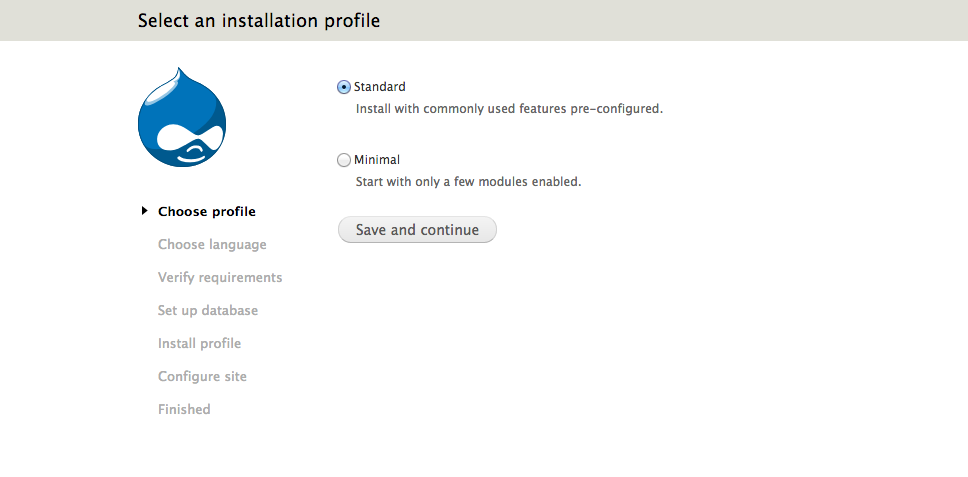 Select an installation profile
Standard
Install with commonly used features pre-configured.
Minimal
Start with only a few modules enabled.
Save and continue
Choose profile
Choose language
Verify requirements
Set up database
Install profile
Configure site
Finished